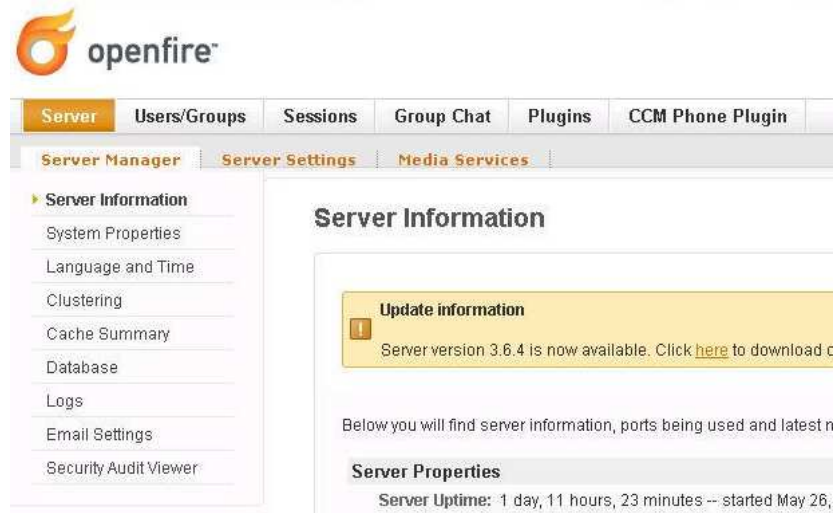 openfire™
Server Users/Groups Sessions Group Chat Plugins CCM Phone Plugin
Server Manager Server Settings Media Services
Server Information
System Properties
Language and Time
Clustering
Cache Summary
Database
Logs
Email Settings
Security Audit Viewer
Server Information
Update information
Server version 3.6.4 is now available. Click here to download
Below you will find server information, ports being used and latest
Server Properties
Server Uptime: 1 day, 11 hours, 23 minutes -- started May 26,